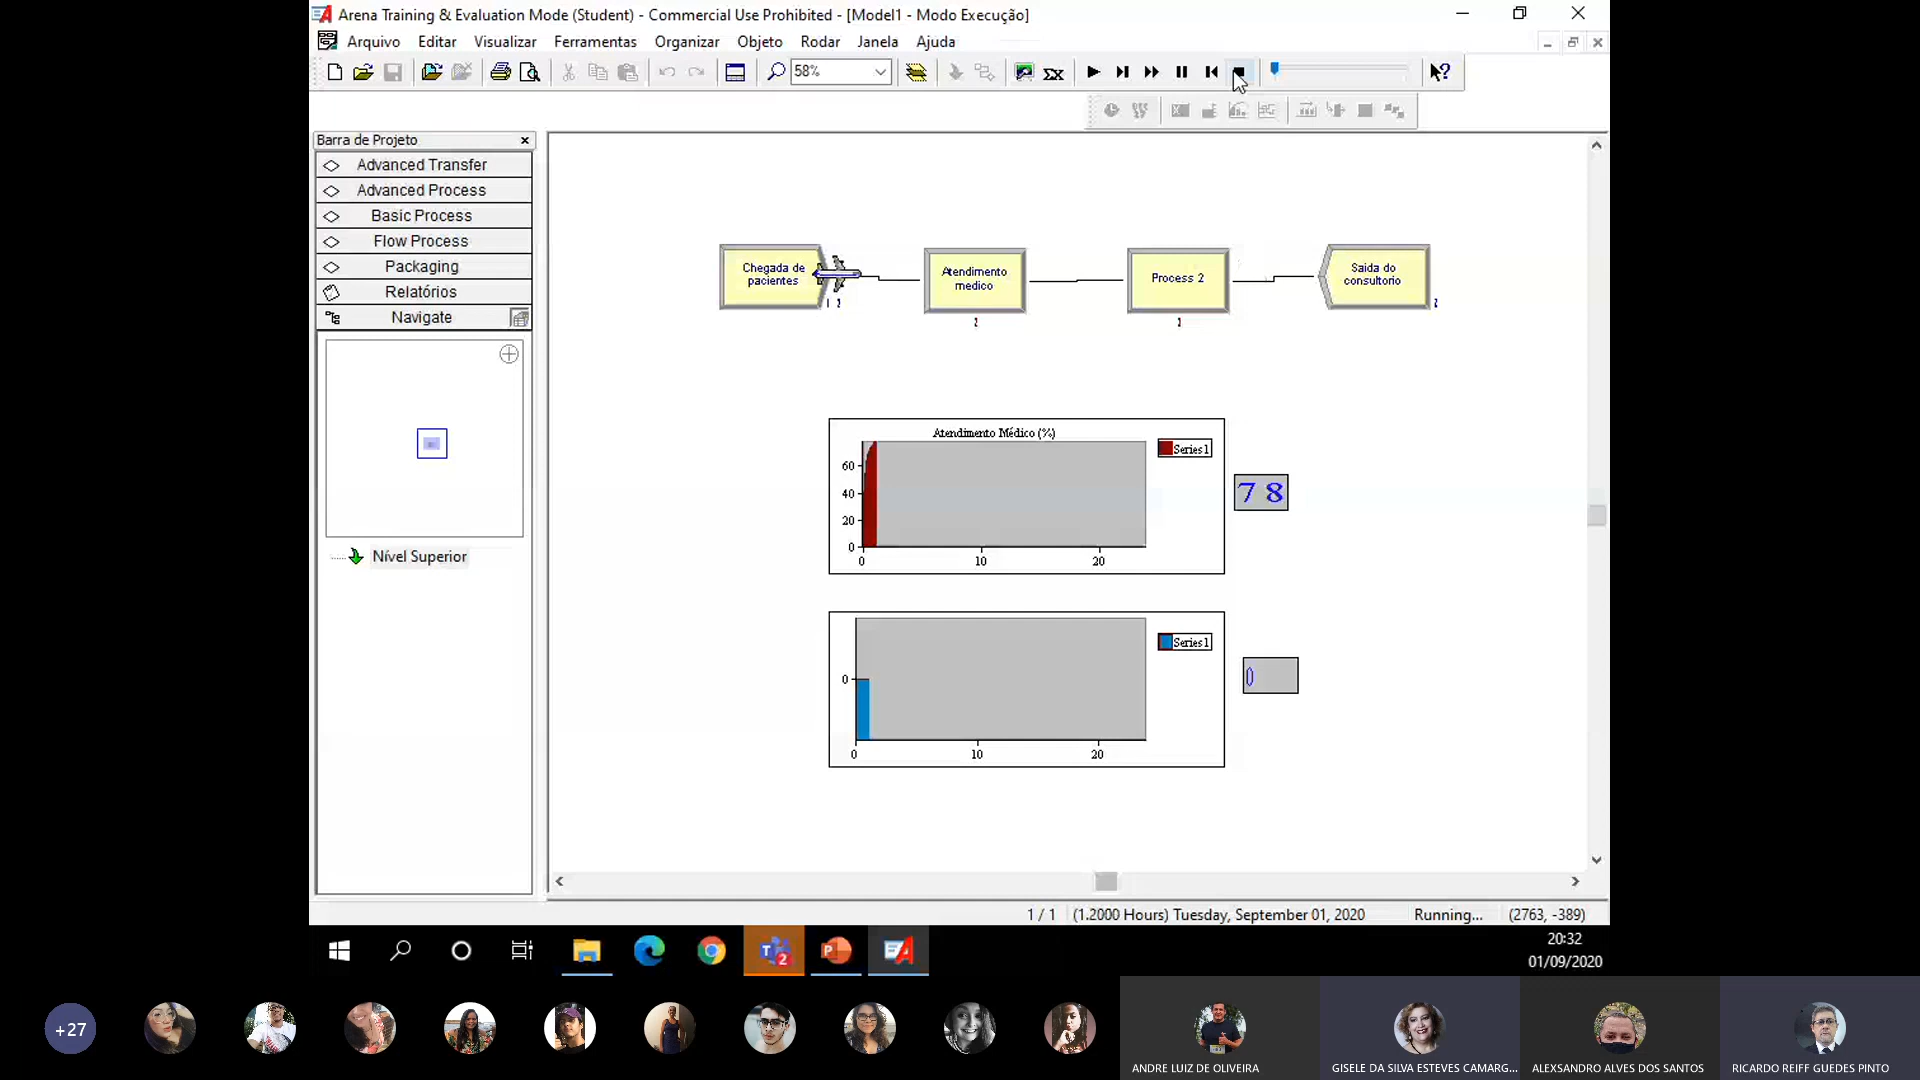 Arena Training & Evaluation Mode (Student) - Commercial Use Prohibited - [Model1 - Modo Execução]
Arquivo Editar Visualizar Ferramentas Organizar Objeto Rodar Janela Ajuda
58%
Barra de Projeto
Advanced Transfer
Advanced Process
Basic Process
Flow Process
Packaging
Relatórios
Navigate
Nível Superior
Chegada de
pacientes
Atendimento
medico
2
Process 2
Saida do
consultorio
2
Atendimento Médico (%)
Series1
60
40
20
0
0 10 20
78
Series1
0
0 10 20
0
1 / 1 (1.2000 Hours) Tuesday, September 01, 2020 Running... (2763, -389)
20:32
01/09/2020
+27
ANDRE LUIZ DE OLIVEIRA
GISELE DA SILVA ESTEVES CAMARG...
ALEXSANDRO ALVES DOS SANTOS
RICARDO REIFF GUEDES PINTO